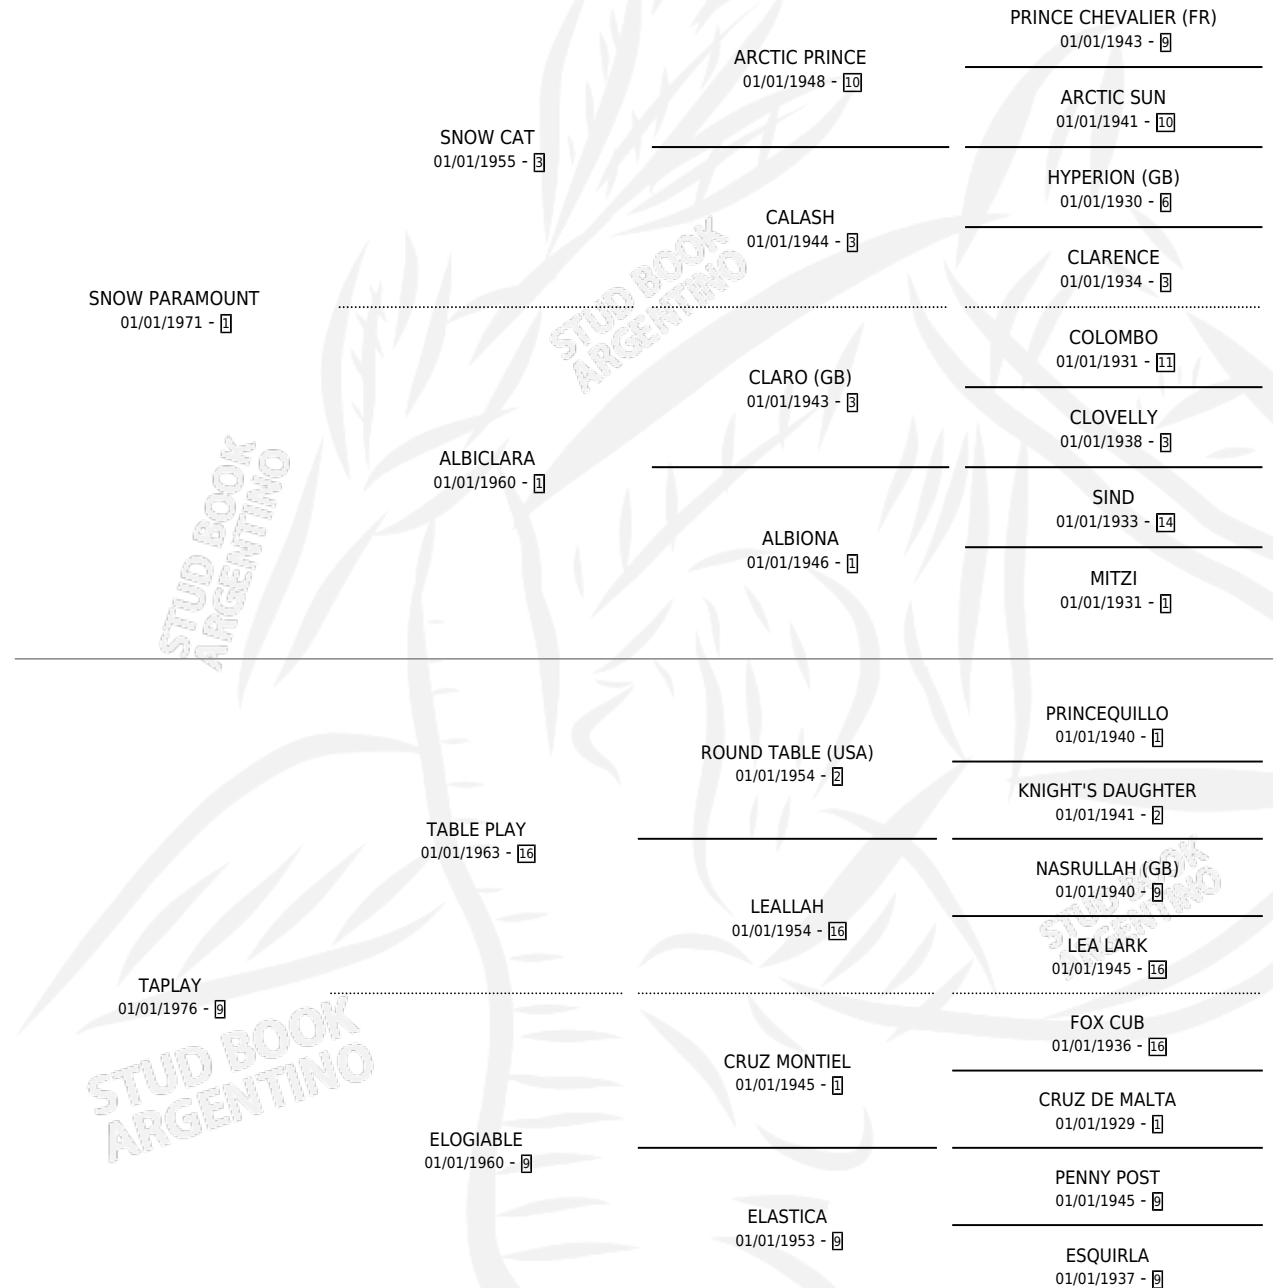 PRINCE CHEVALIER (FR)
01/01/1943 - 9
ARCTIC PRINCE
01/01/1948 - 10
ARCTIC SUN
01/01/1941 - 10
SNOW CAT
01/01/1955 - 3
HYPERION (GB)
01/01/1930 - 6
CALASH
01/01/1944 - 3
CLARENCE
01/01/1934 - 3
SNOW PARAMOUNT
01/01/1971 - 1
COLOMBO
01/01/1931 - 11
CLARO (GB)
01/01/1943 - 3
CLOVELLY
01/01/1938 - 3
ALBICLARA
01/01/1960 - 1
SIND
01/01/1933 - 14
ALBIONA
01/01/1946 - 1
MITZI
01/01/1931 - 1
STUD BOOK
ARGENTINO
STUD BOOK
ARGENTINO
PRINCEQUILLO
01/01/1940 - 1
ROUND TABLE (USA)
01/01/1954 - 2
KNIGHT'S DAUGHTER
01/01/1941 - 2
TABLE PLAY
01/01/1963 - 16
NASRULLAH (GB)
01/01/1940 - 9
LEALLAH
01/01/1954 - 16
LEA LARK
01/01/1945 - 16
TAPLAY
01/01/1976 - 9
FOX CUB
01/01/1936 - 16
CRUZ MONTIEL
01/01/1945 - 1
CRUZ DE MALTA
01/01/1929 - 1
ELOGIABLE
01/01/1960 - 9
PENNY POST
01/01/1945 - 9
ELASTICA
01/01/1953 - 9
ESQUIRLA
01/01/1937 - 9
STUD BOOK
ARGENTINO
STUD BOOK
ARGENTINO